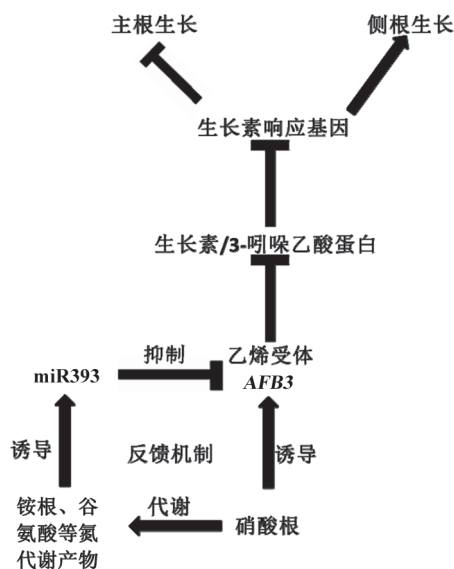 主根生长
侧根生长
生长素响应基因
生长素/3-吲哚乙酸蛋白
抑制
乙烯受体
miR393
AFB3
诱导
反馈机制
诱导
铵根、谷
氨酸等氮
代谢产物
代谢
硝酸根